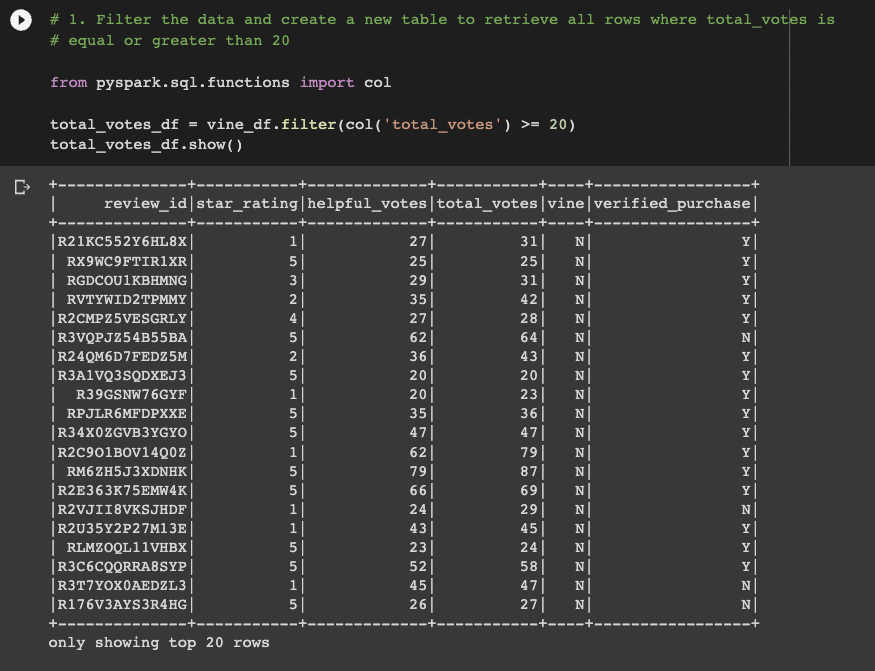 # 1. Filter the data and create a new table to retrieve all rows where total_votes is
# equal or greater than 20
from pyspark.sql.functions import col
total_votes_df = vine_df.filter(col('total_votes') >= 20)
total_votes_df.show()
+--------------+-----------+-------------+-----------+----+-----------------+
|     review_id|star_rating|helpful_votes|total_votes|vine|verified_purchase|
+--------------+-----------+-------------+-----------+----+-----------------+
|R21KC552Y6HL8X|          1|           27|         31|   N|                Y|
| RX9WC9FTIR1XR|          5|           25|         25|   N|                Y|
| RGDCOU1KBHMNG|          3|           29|         31|   N|                Y|
| RVTYWID2TPMMY|          2|           35|         42|   N|                Y|
|R2CMPZ5VESGRLY|          4|           27|         28|   N|                Y|
|R3VQPJZ54B55BA|          5|           62|         64|   N|                N|
|R24QM6D7FEDZ5M|          2|           36|         43|   N|                Y|
|R3A1VQ3SQDXEJ3|          5|           20|         20|   N|                Y|
|  R39GSNW76GYF|          1|           20|         23|   N|                Y|
| RPJLR6MFDPXXE|          5|           35|         36|   N|                Y|
|R34X0ZGVB3YGYO|          5|           47|         47|   N|                Y|
|R2C9O1BOV14Q0Z|          1|           62|         79|   N|                Y|
| RM6ZH5J3XDNHK|          5|           79|         87|   N|                Y|
|R2E363K75EMW4K|          5|           66|         69|   N|                Y|
|R2VJII8VKSJHDF|          1|           24|         29|   N|                N|
|R2U35Y2P27M13E|          1|           43|         45|   N|                Y|
| RLMZOQL11VHBX|          5|           23|         24|   N|                Y|
|R3C6CQQRRA8SYP|          5|           52|         58|   N|                Y|
|R3T7YOX0AEDZL3|          1|           45|         47|   N|                N|
|R176V3AYS3R4HG|          5|           26|         27|   N|                N|
+--------------+-----------+-------------+-----------+----+-----------------+
only showing top 20 rows